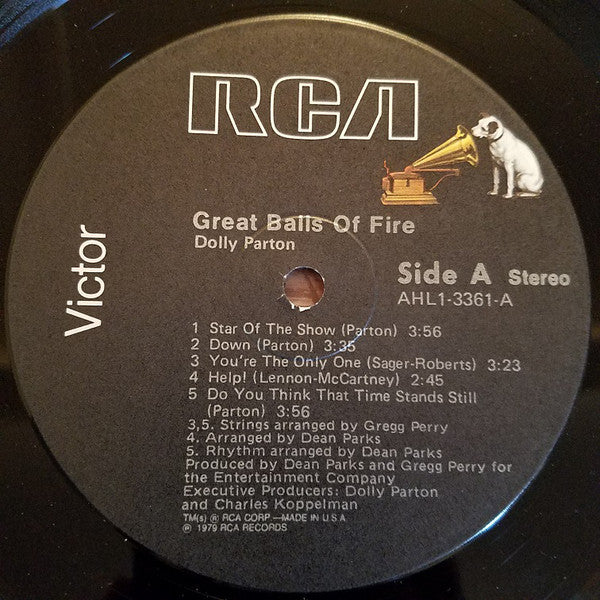 RCA
Victor
Great Balls Of Fire
Dolly Parton
Side A Stereo
AHL1-3361-A
1 Star Of The Show (Parton) 3:56
2 Down (Parton) 3:35
3 You're The Only One (Sager-Roberts) 3:23
4 Help! (Lennon-McCartney) 2:45
5 Do You Think That Time Stands Still
(Parton) 3:56
3,5. Strings arranged by Gregg Perry
4. Arranged by Dean Parks
5. Rhythm arranged by Dean Parks
Produced by Dean Parks and Gregg Perry for
the Entertainment Company
Executive Producers: Dolly Parton
and Charles Koppelman
TM(s) ® RCA CORP.—MADE IN U.S.A.
℗ 1979 RCA RECORDS